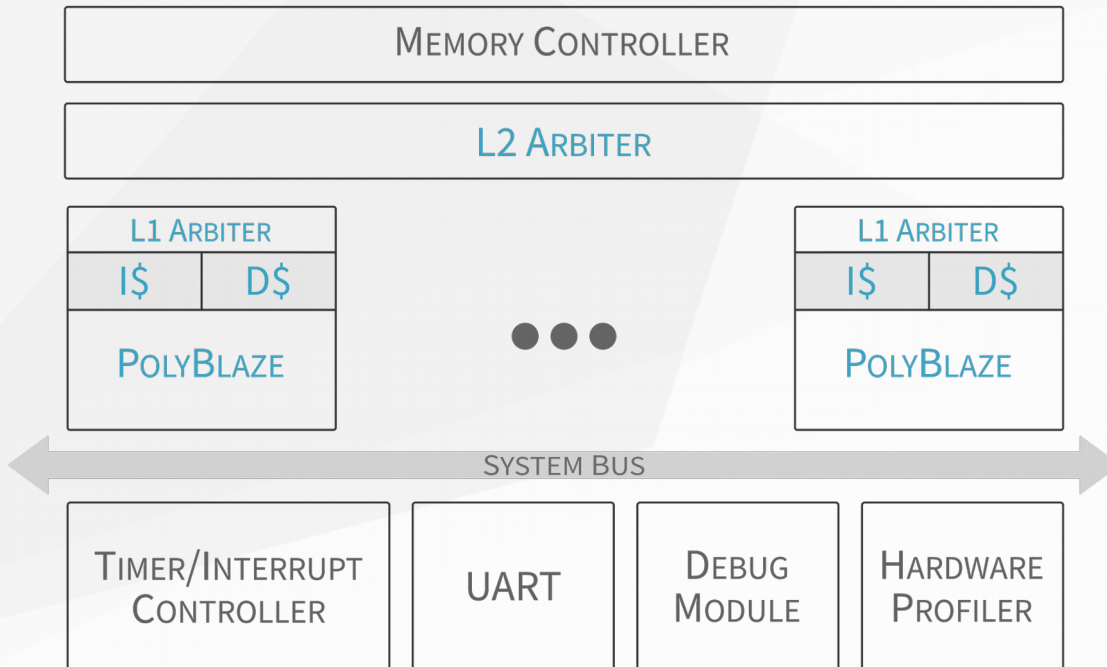 MEMORY CONTROLLER
L2 ARBITER
L1 ARBITER
I$ D$
POLYBLAZE
L1 ARBITER
I$ D$
POLYBLAZE
SYSTEM BUS
TIMER/INTERRUPT
CONTROLLER
UART
DEBUG
MODULE
HARDWARE
PROFILER